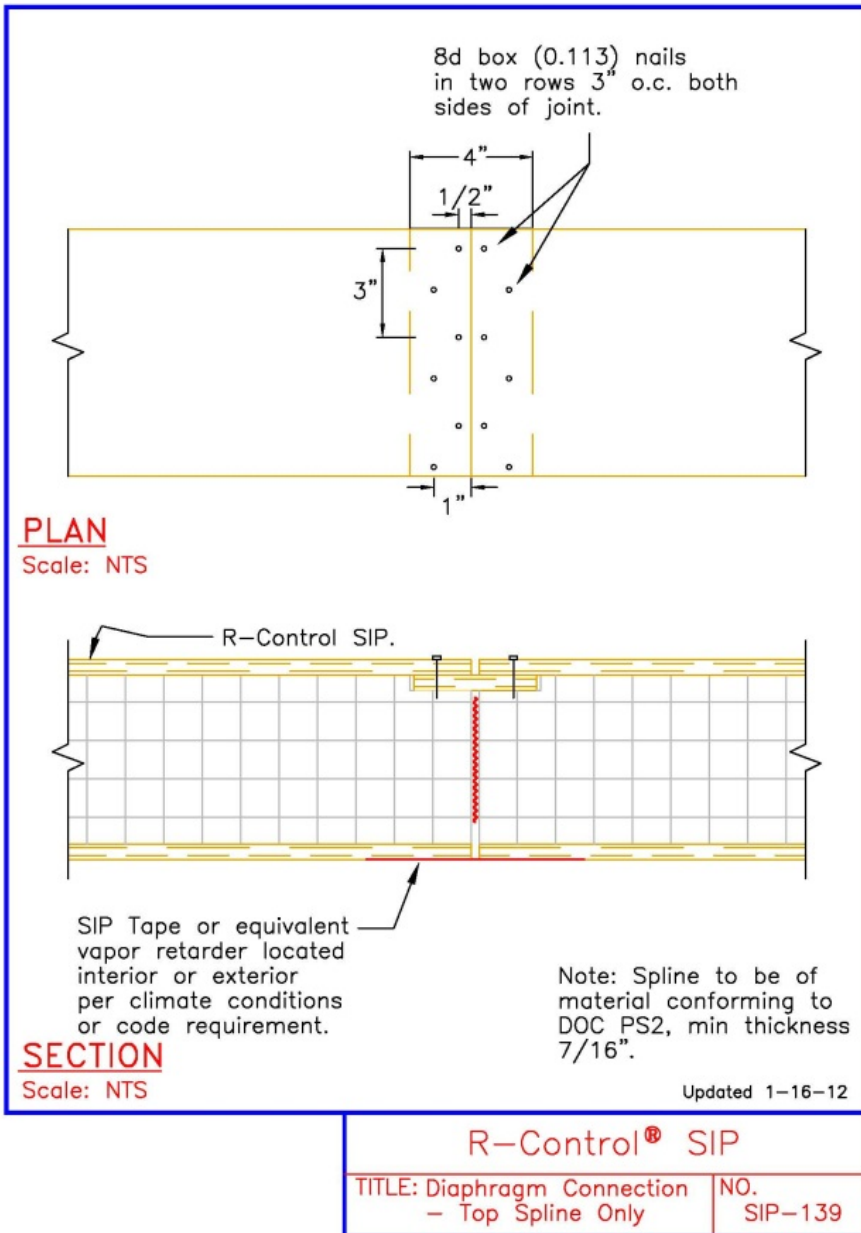 8d box (0.113) nails
in two rows 3" o.c. both
sides of joint.
4"
1/2"
3"
1"
PLAN
Scale: NTS
R-Control SIP.
SIP Tape or equivalent
vapor retarder located
interior or exterior
per climate conditions
or code requirement.
Note: Spline to be of
material conforming to
DOC PS2, min thickness
7/16".
SECTION
Scale: NTS
Updated 1-16-12
R-Control® SIP
TITLE: Diaphragm Connection
- Top Spline Only
NO.
SIP-139